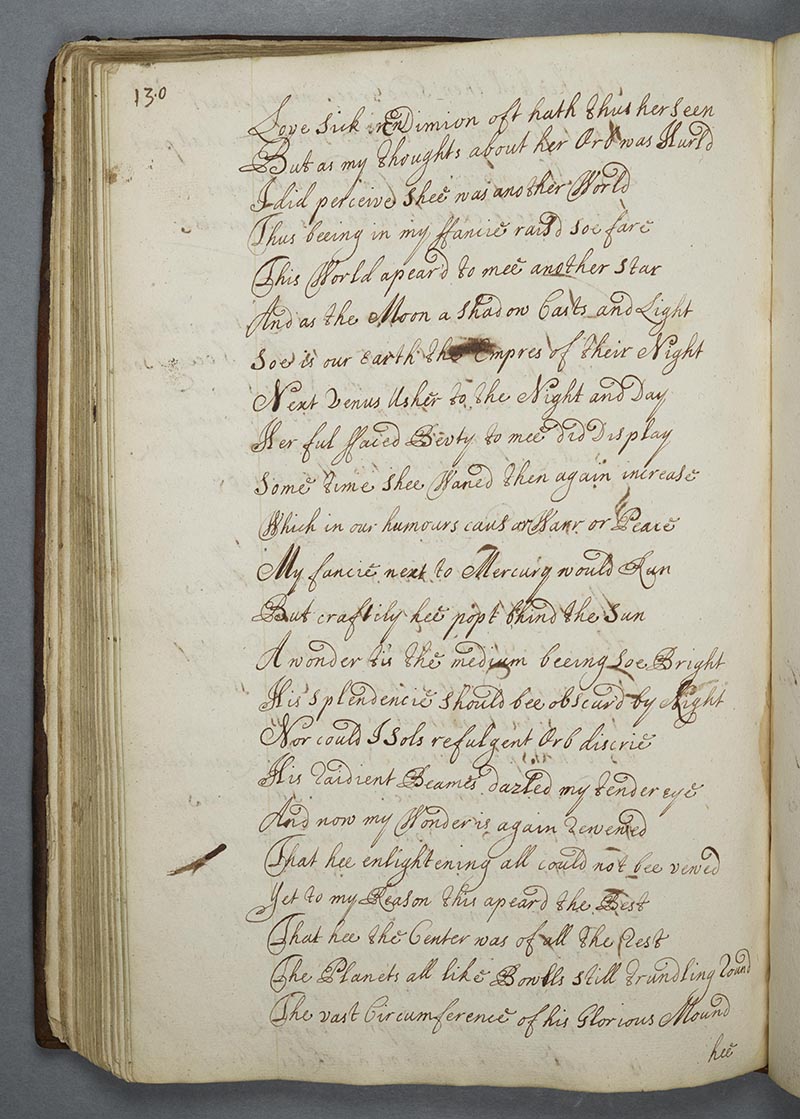 130
Love sick EnDimion oft hath thus her seen
But as my thoughts about her Orb was Hurld
I did perceive shee was another World
Thus beeing in my ffancie raisd soe fare
This World apeard to mee another star
And as the Moon a shadow Casts and Light
soe is our Earth the Empres of their Night
Next Venus Usher to the Night and Day
Her ful ffaced Bevty to mee did Display
some time shee Waned then again increase
Which in our humours caus or Warr or Peace
My fancie next to Mercury would Run
But craftily hee popt bhind the sun
A wonder tis the medium beeing soe Bright
His splendencie should bee obscurd by Night
Nor could I sols refulgent Orb discrie
His raidient Beames dazled my tender eye
And now my Wonder is again renewed
That hee enlightening all could not bee vewed
Yet to my Reason this apeard the Best
That hee the Center was of all the rest
The Planets all like Bowlls still trundling round
The vast Circumference of his Glorious Mound
hee